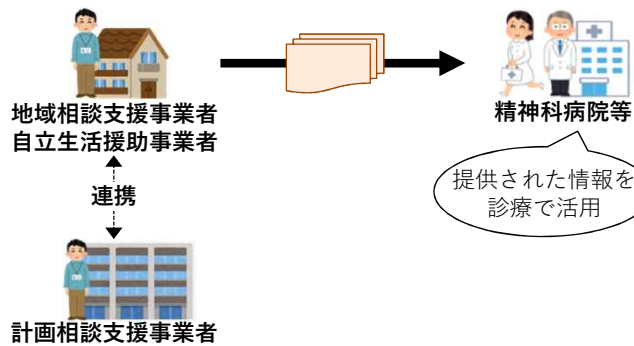 地域相談支援事業者
自立生活援助事業者
精神科病院等
提供された情報を
診療で活用
連携
計画相談支援事業者